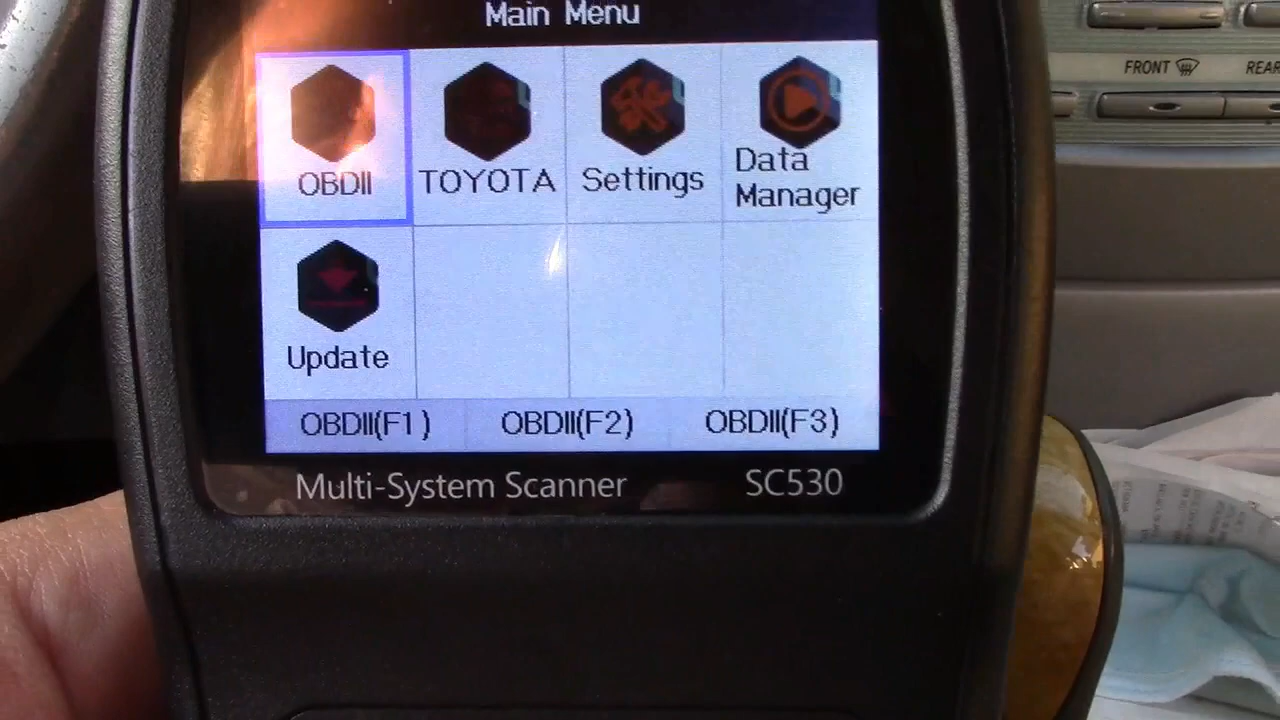 Main Menu
OBDII
TOYOTA
Settings
Data
Manager
Update
OBDII(F1)
OBDII(F2)
OBDII(F3)
Multi-System Scanner
SC530
FRONT
REAR